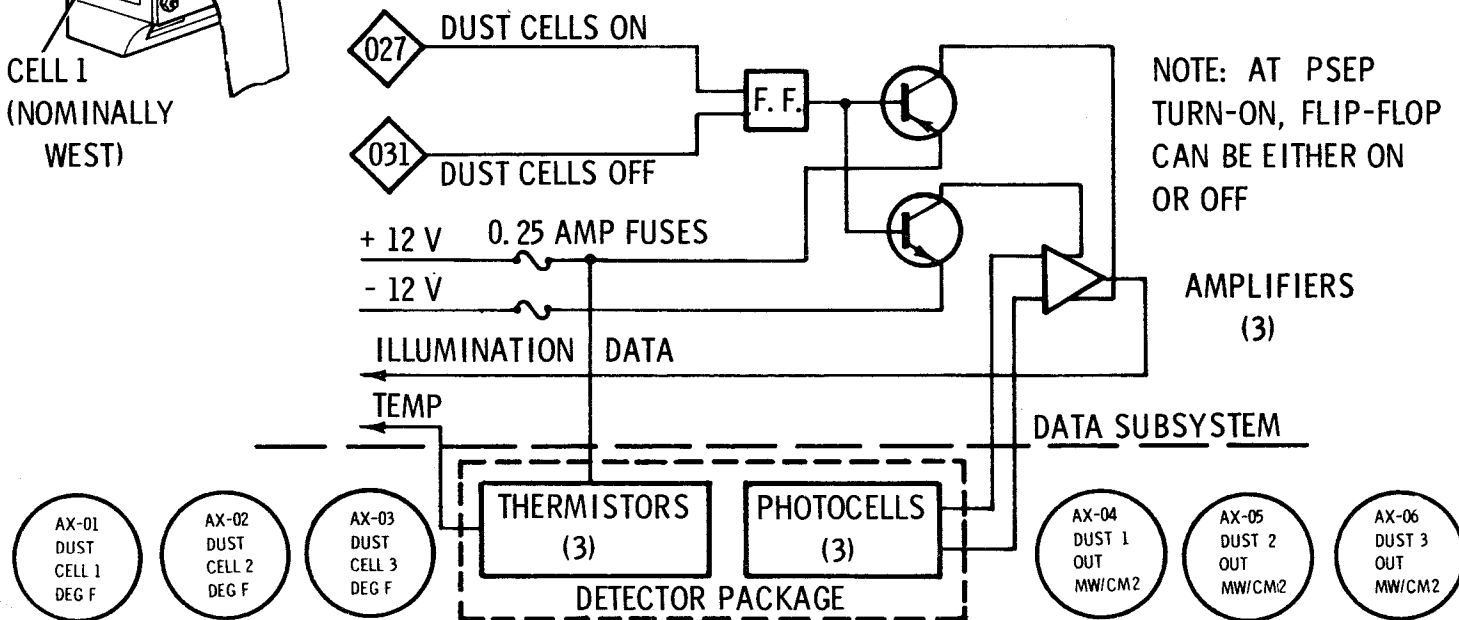 CELL 1
(NOMINALLY
WEST)
027
DUST CELLS ON
031
DUST CELLS OFF
F. F.
NOTE: AT PSEP
TURN-ON, FLIP-FLOP
CAN BE EITHER ON
OR OFF
+ 12 V
0.25 AMP FUSES
- 12 V
AMPLIFIERS
(3)
ILLUMINATION DATA
TEMP
DATA SUBSYSTEM
THERMISTORS
(3)
PHOTOCELLS
(3)
DETECTOR PACKAGE
AX-01
DUST
CELL 1
DEG F
AX-02
DUST
CELL 2
DEG F
AX-03
DUST
CELL 3
DEG F
AX-04
DUST 1
OUT
MW/CM2
AX-05
DUST 2
OUT
MW/CM2
AX-06
DUST 3
OUT
MW/CM2